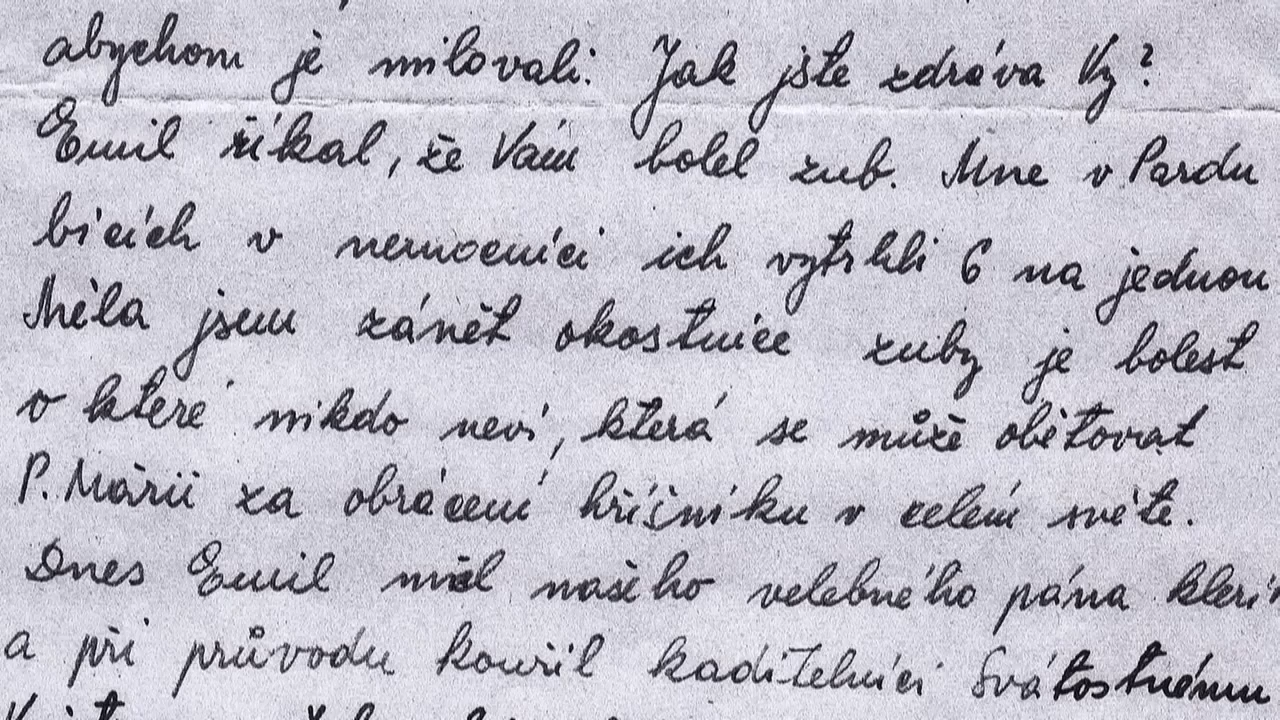 abychom je milovali. Jak jste zdráva Vy?
Emil říkal, že Vám bolel zub. Mne v Pardu
bicích v nemocnici ich vytrhli 6 na jednou
Měla jsem zánět okostnice zuby je bolest
o které nikdo neví, která se může obětovat
P. Márii za obrácení hříšníku v celém světe.
Dnes Emil měl našeho velebného pána
a při průvodu kouřil kaditelnicí Svátostnému